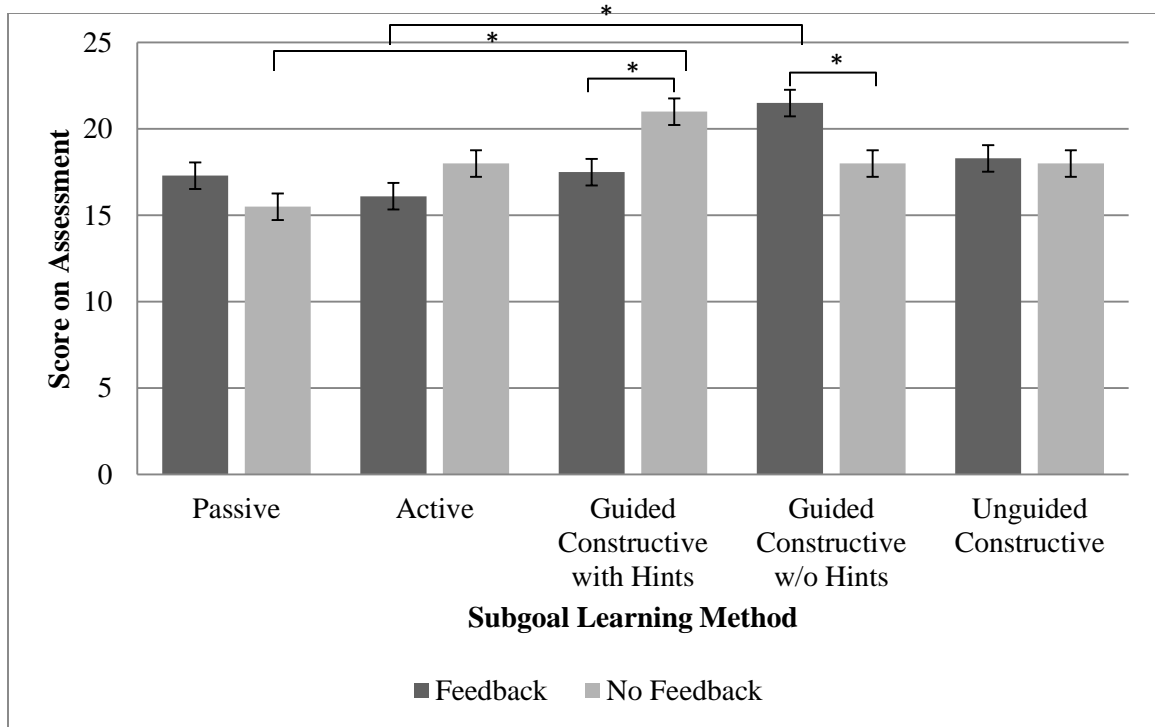 *
*
*
*
25
20
15
10
5
0
Score on Assessment
Passive
Active
Guided
Constructive
with Hints
Guided
Constructive
w/o Hints
Unguided
Constructive
Subgoal Learning Method
Feedback
No Feedback